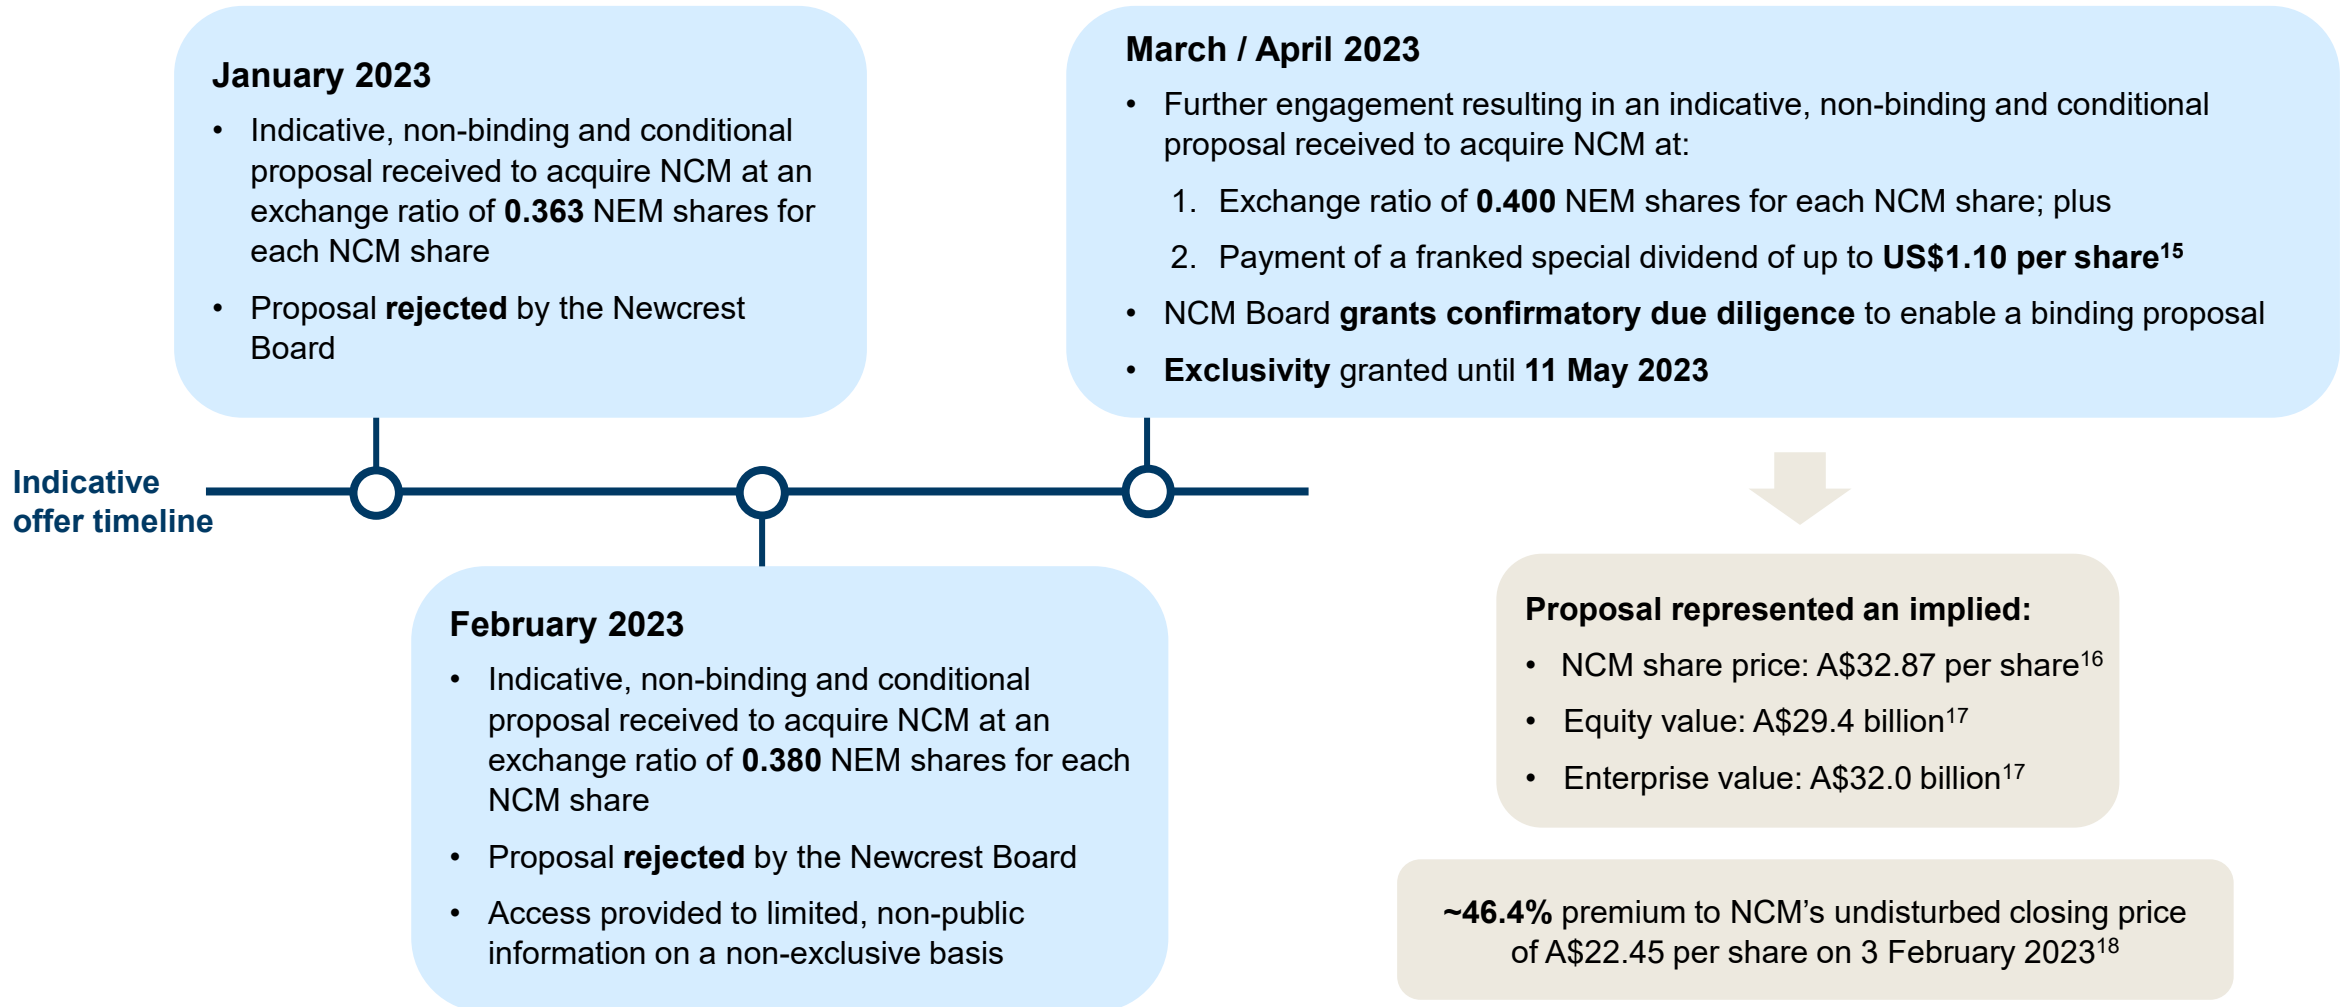 January 2023
• Indicative, non-binding and conditional
proposal received to acquire NCM at an
exchange ratio of 0.363 NEM shares for
each NCM share
• Proposal rejected by the Newcrest
Board
March / April 2023
• Further engagement resulting in an indicative, non-binding and conditional
proposal received to acquire NCM at:
1. Exchange ratio of 0.400 NEM shares for each NCM share; plus
2. Payment of a franked special dividend of up to US$1.10 per share15
• NCM Board grants confirmatory due diligence to enable a binding proposal
• Exclusivity granted until 11 May 2023
Indicative
offer timeline
February 2023
• Indicative, non-binding and conditional
proposal received to acquire NCM at an
exchange ratio of 0.380 NEM shares for each
NCM share
• Proposal rejected by the Newcrest Board
• Access provided to limited, non-public
information on a non-exclusive basis
Proposal represented an implied:
• NCM share price: A$32.87 per share16
• Equity value: A$29.4 billion17
• Enterprise value: A$32.0 billion17
~46.4% premium to NCM’s undisturbed closing price
of A$22.45 per share on 3 February 202318